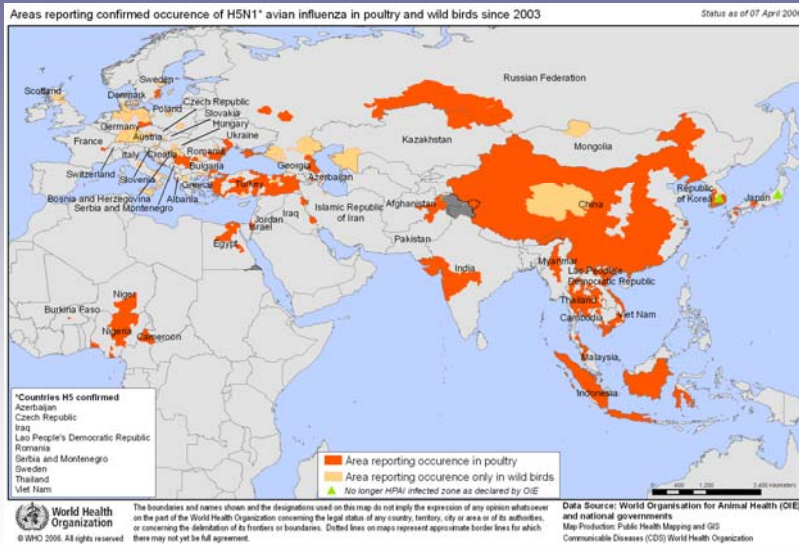 Areas reporting confirmed occurence of H5N1* avian influenza in poultry and wild birds since 2003
Status as of 07 April 2006
Scotland
Sweden
Denmark
Russian Federation
Poland
Czech Republic
Slovakia
Hungary
Ukraine
Germany
Austria
France
Kazakhstan
Mongolia
Italy
Croatia
Romania
Bulgaria
Georgia
Switzerland
Slovenia
Greece
Turkey
Azerbaijan
Bosnia and Herzegovina
Serbia and Montenegro
Albania
Republic
of Korea
Japan
China
Jordan
Israel
Iraq
Islamic Republic
of Iran
Afghanistan
Pakistan
Egypt
India
Myanmar
Lao People's
Democratic Republic
Thailand
Cambodia
Viet Nam
Niger
Burkina Faso
Nigeria
Cameroon
Malaysia,
Indonesia
*Countries H5 confirmed
Azerbaijan
Czech Republic
Iraq
Lao People's Democratic Republic
Romania
Serbia and Montenegro
Sweden
Thailand
Viet Nam
Area reporting occurence in poultry
Area reporting occurence only in wild birds
No longer HPAI infected zone as declared by OIE
World Health
Organization
© WHO 2006. All rights reserved
The boundaries and names shown and the designations used on this map do not imply the expression of any opinion whatsoever
on the part of the World Health Organization concerning the legal status of any country, territory, city or area or of its authorities,
or concerning the delimitation of its frontiers or boundaries. Dotted lines on maps represent approximate border lines for which
there may not yet be full agreement.
Data Source: World Organisation for Animal Health (OIE)
and national governments
Map Production: Public Health Mapping and GIS
Communicable Diseases (CDS) World Health Organization